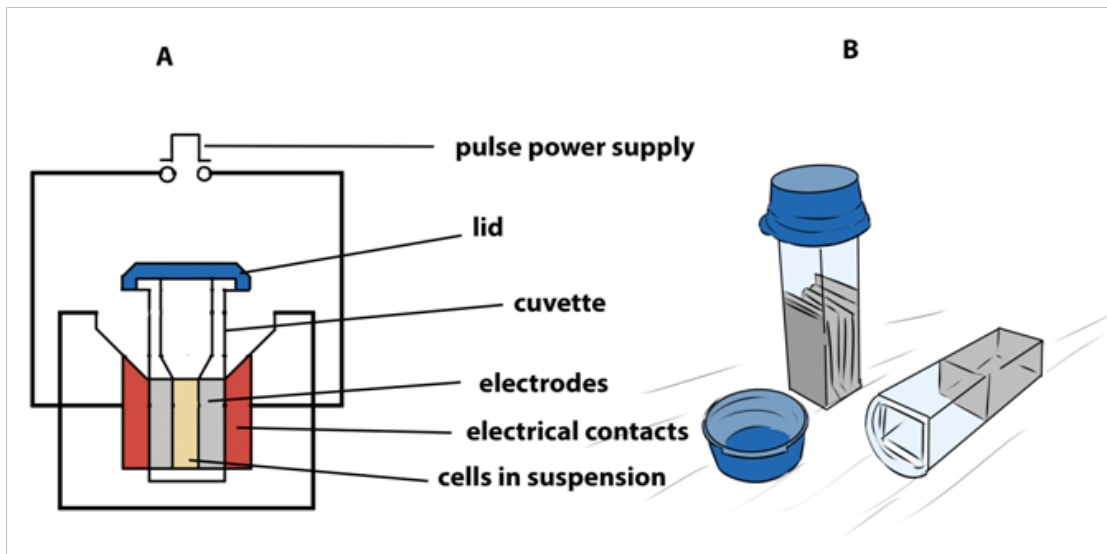 A
B
pulse power supply
lid
cuvette
electrodes
electrical contacts
cells in suspension